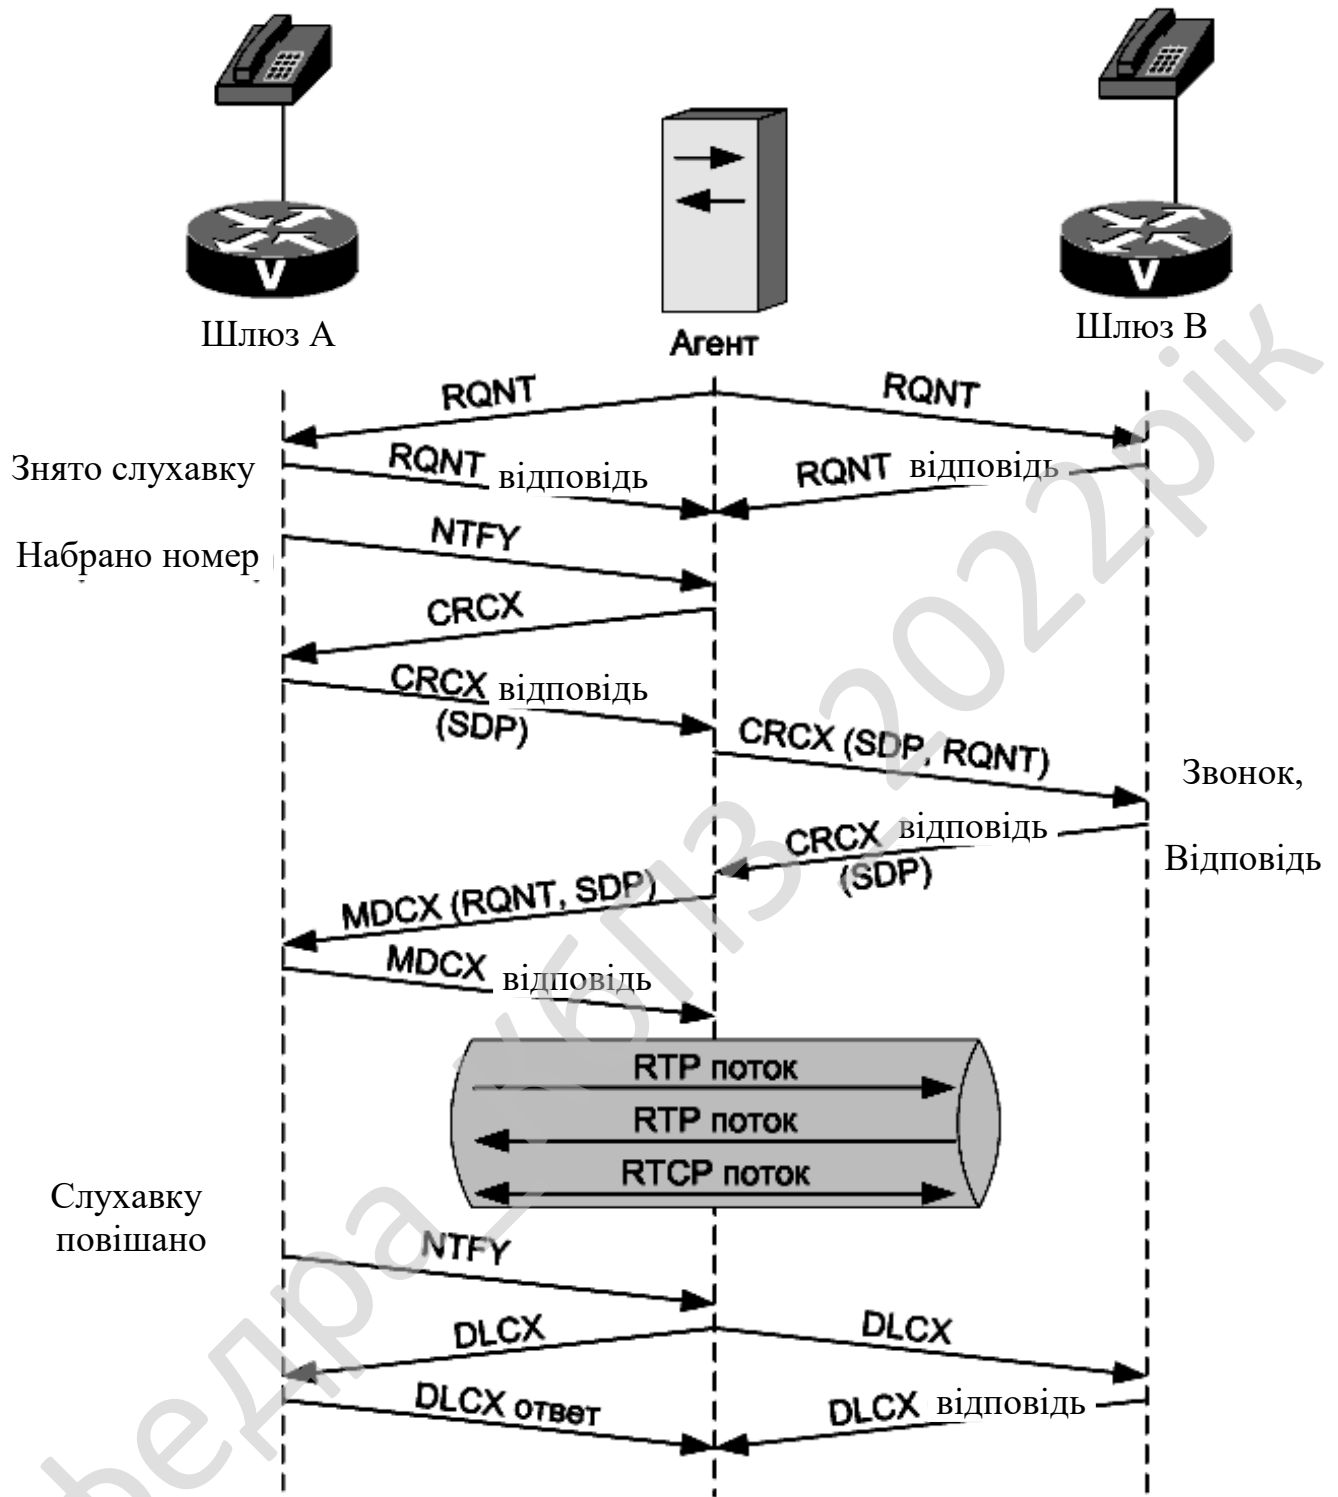 V
V
Шлюз А
Агент
Шлюз В
RQNT
RQNT
Знято слухавку
RQNT відповідь
RQNT відповідь
NTFY
Набрано номер
CRCX
CRCX відповідь
(SDP)
CRCX (SDP, RQNT)
Звонок,
CRCX відповідь
(SDP)
Відповідь
MDCX (RQNT, SDP)
MDCX відповідь
RTP поток
RTP поток
RTCP поток
Слухавку
повішано
NTFY
DLCX
DLCX
DLCX ответ
DLCX відповідь
федра_КбПЗ_2022рік